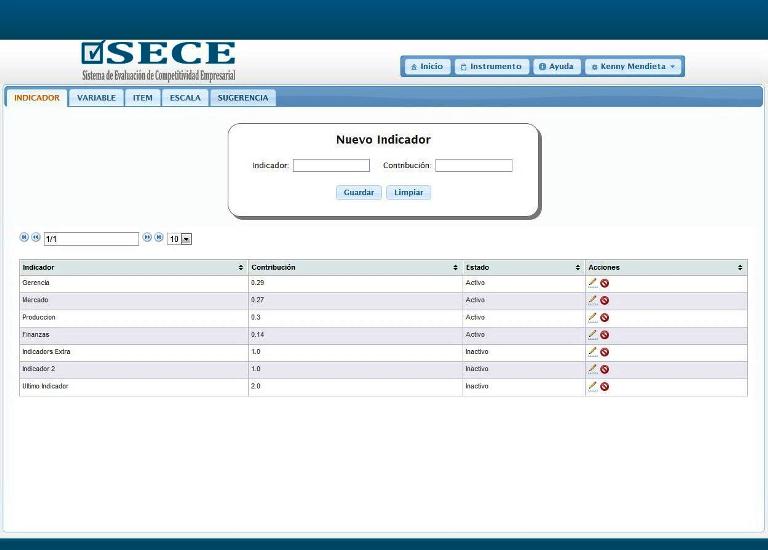 SECE
Sistema de Evaluación de Competitividad Empresarial
Inicio Instrumento Ayuda Kenny Mendieta
INDICADOR VARIABLE ITEM ESCALA SUGERENCIA
Nuevo Indicador
Indicador: Contribución:
Guardar Limpiar
1/1 10
Indicador Contribución Estado Acciones
Gerencia 0.29 Activo
Mercado 0.27 Activo
Produccion 0.3 Activo
Finanzas 0.14 Activo
Indicadors Extra 1.0 Inactivo
Indicador 2 1.0 Inactivo
Ultimo Indicador 2.0 Inactivo